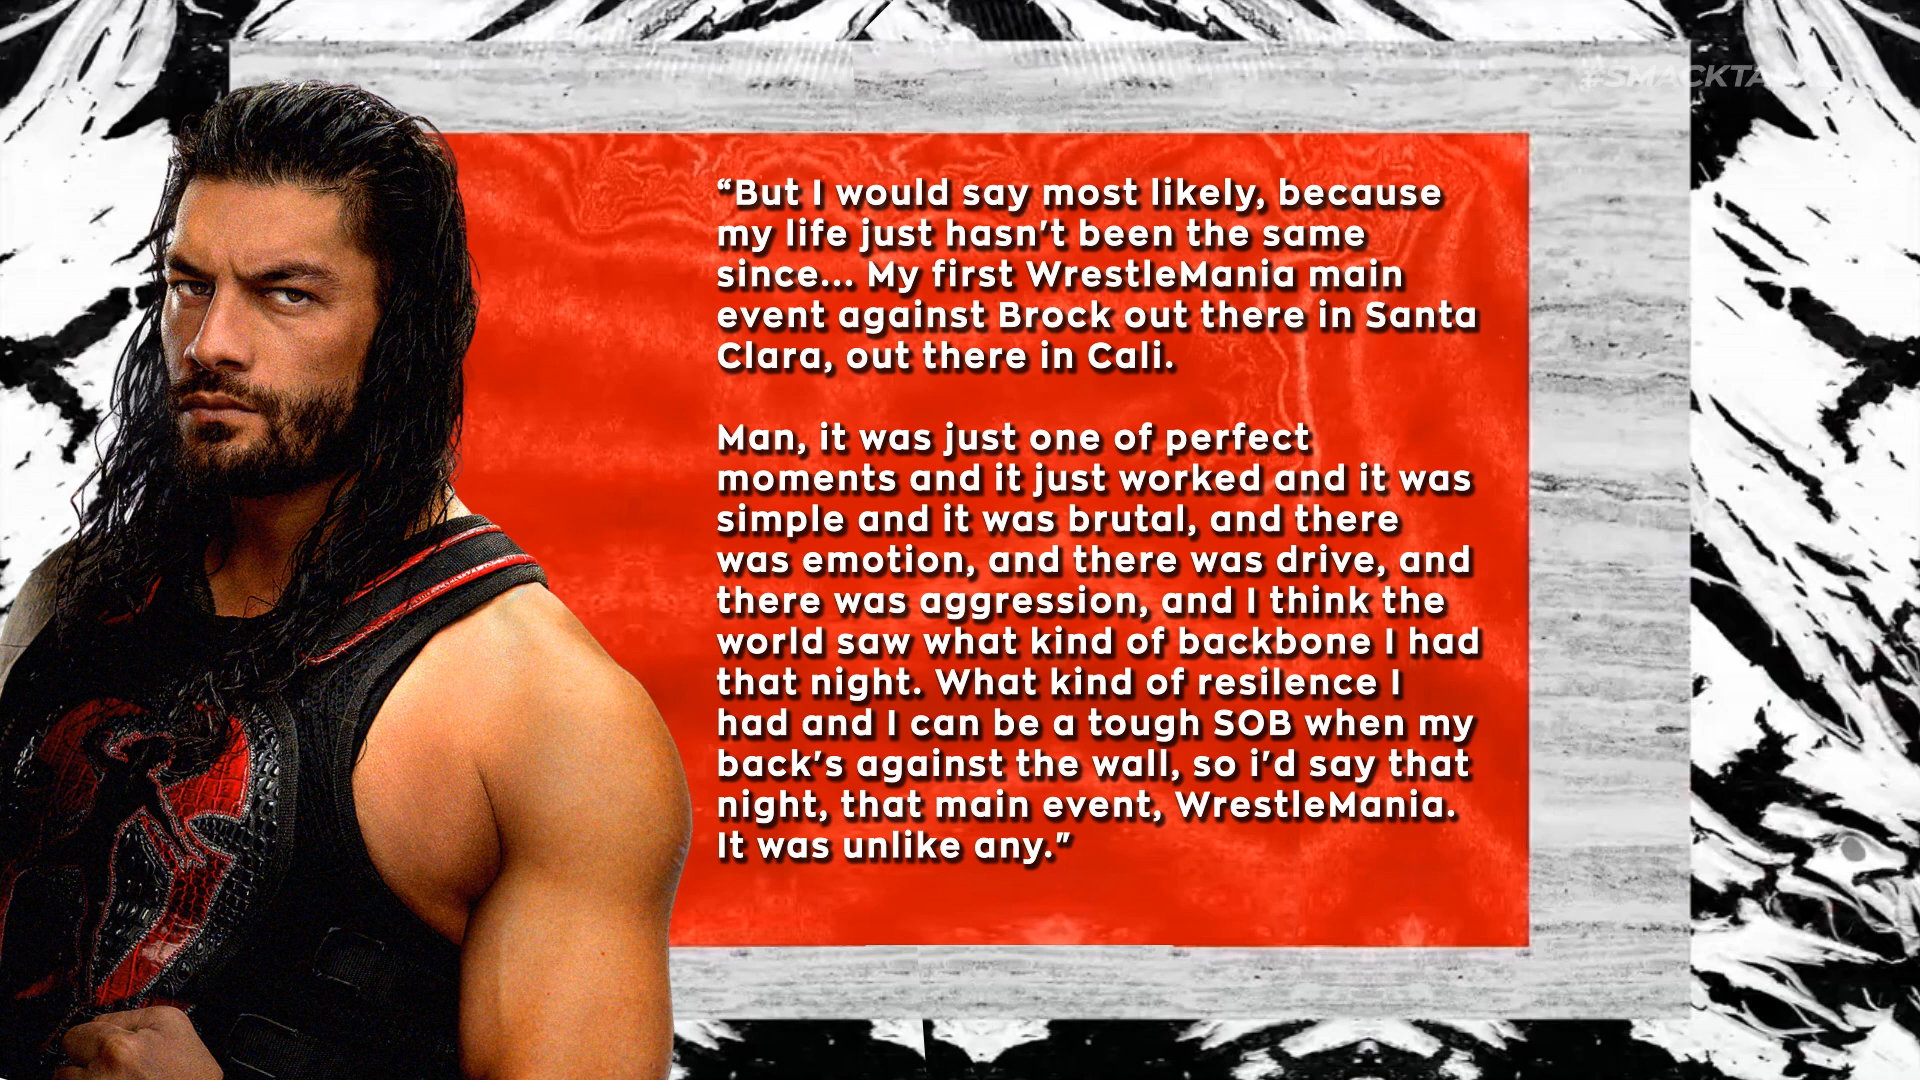 #SMACKTA
“But I would say most likely, because
my life just hasn’t been the same
since... My first WrestleMania main
event against Brock out there in Santa
Clara, out there in Cali.
Man, it was just one of perfect
moments and it just worked and it was
simple and it was brutal, and there
was emotion, and there was drive, and
there was aggression, and I think the
world saw what kind of backbone I had
that night. What kind of resilence I
had and I can be a tough SOB when my
back’s against the wall, so i’d say that
night, that main event, WrestleMania.
It was unlike any.”